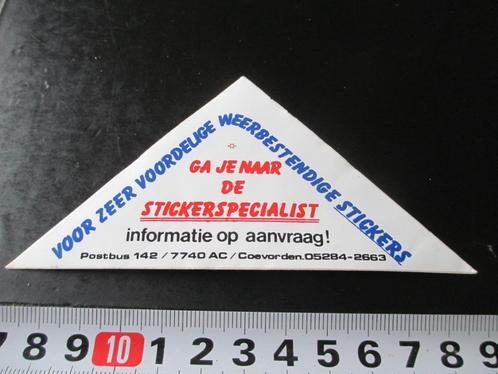 VOOR ZEER VOORDELIGE WEERBESTENDIGE STICKERS
GA JE NAAR
DE
STICKERSPECIALIST
informatie op aanvraag!
Postbus 142 / 7740 AC / Coevorden.05284-2663
7 8 9 10 1 2 3 4 5 6 7 8 9